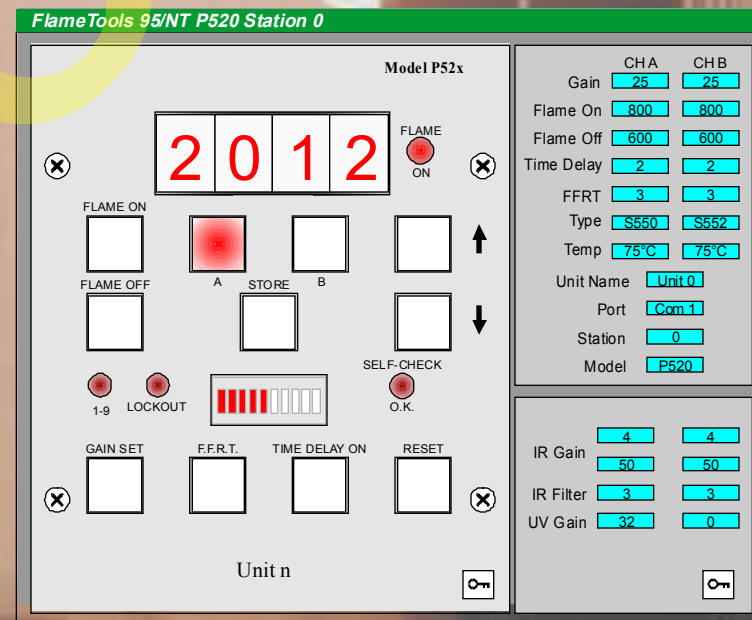 FlameTools 95/NT P520 Station 0
Model P52x
2012
FLAME
ON
FLAME ON
A
B
FLAME OFF
STORE
1-9
LOCKOUT
SELF-CHECK
O.K.
GAIN SET
F.F.R.T.
TIME DELAY ON
RESET
Unit n
CH A CH B
Gain 25 25
Flame On 800 800
Flame Off 600 600
Time Delay 2 2
FFRT 3 3
Type S550 S552
Temp 75°C 75°C
Unit Name Unit 0
Port Com 1
Station 0
Model P520
4 4
IR Gain
50 50
IR Filter 3 3
UV Gain 32 0